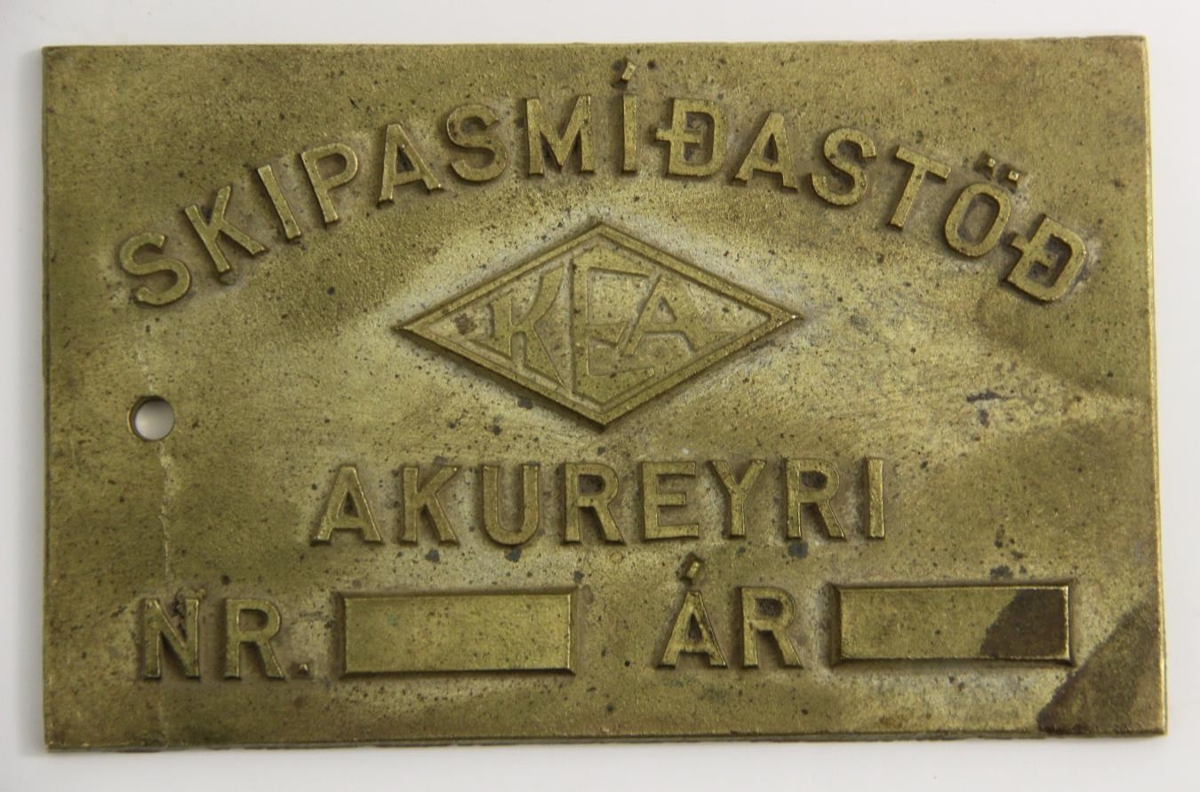 SKIPASMÍÐASTÖÐ
KEA
AKUREYRI
NR. ÁR